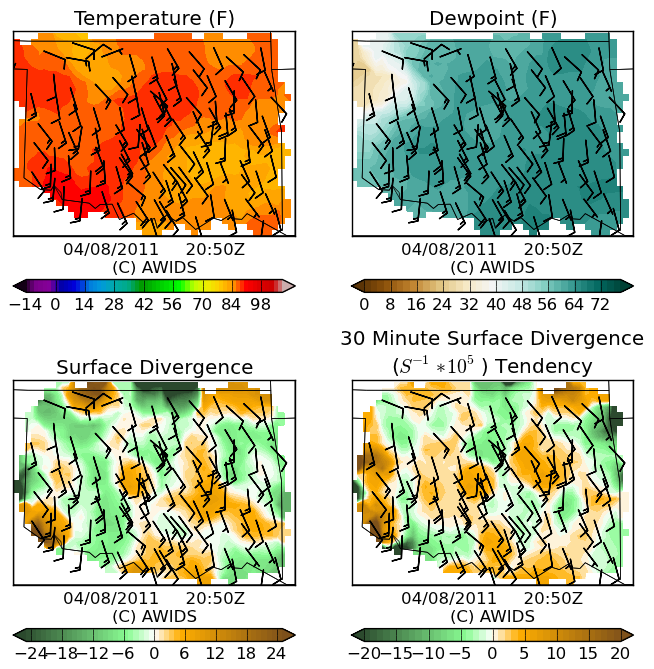 Temperature (F)
04/08/2011 20:50Z
(C) AWIDS
−14 0 14 28 42 56 70 84 98
Dewpoint (F)
04/08/2011 20:50Z
(C) AWIDS
0 8 16 24 32 40 48 56 64 72
Surface Divergence
04/08/2011 20:50Z
(C) AWIDS
−24 −18 −12 −6 0 6 12 18 24
30 Minute Surface Divergence
(S⁻¹ *10⁵ ) Tendency
04/08/2011 20:50Z
(C) AWIDS
−20 −15 −10 −5 0 5 10 15 20